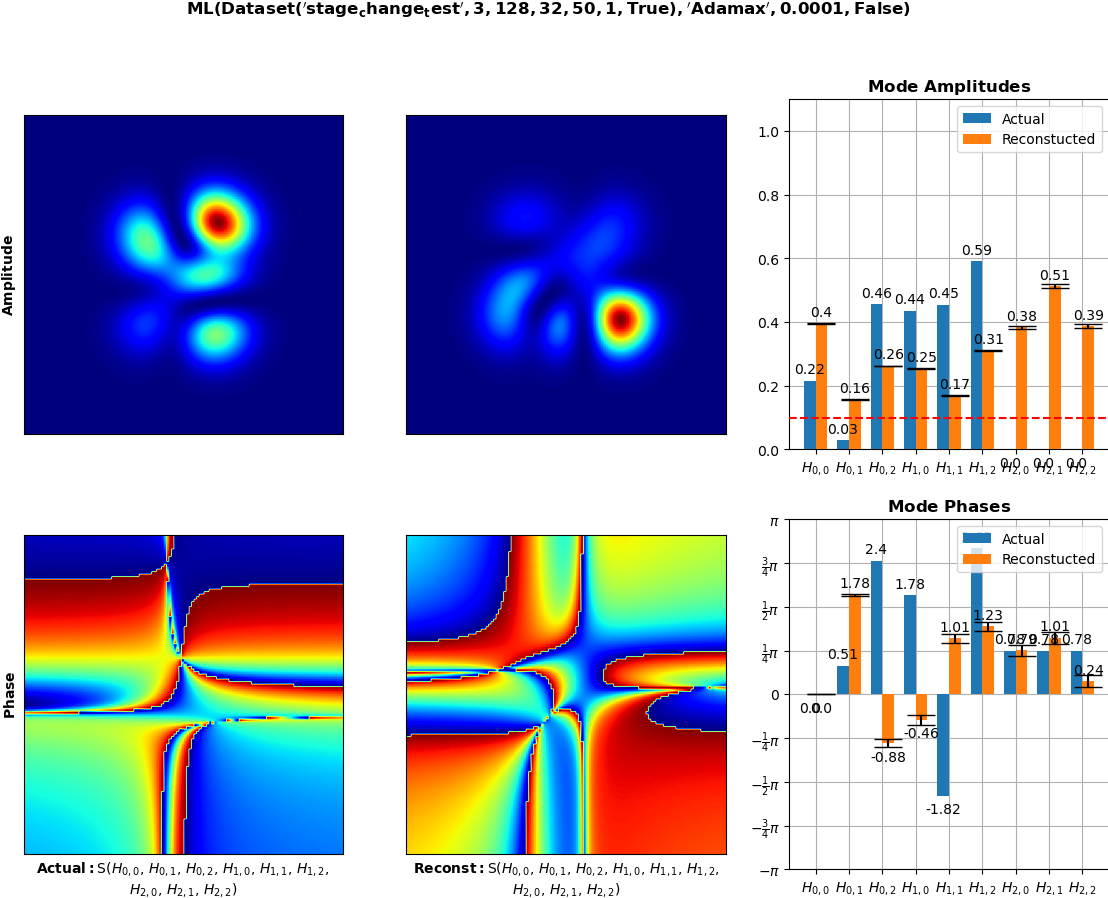 ML(Dataset('stage_change_test', 3, 128, 32, 50, 1, True), 'Adamax', 0.0001, False)
Amplitude
Mode Amplitudes
Actual
Reconstucted
1.0
0.8
0.6
0.4
0.2
0.0
0.22
0.4
0.03
0.16
0.46
0.26
0.44
0.25
0.45
0.17
0.59
0.31
0.0
0.38
0.0
0.51
0.0
0.39
H0,0 H0,1 H0,2 H1,0 H1,1 H1,2 H2,0 H2,1 H2,2
Phase
Mode Phases
Actual
Reconstucted
π
3/4π
1/2π
1/4π
0
−1/4π
−1/2π
−3/4π
−π
0.0
0.0
0.51
1.78
2.4
-0.88
1.78
-0.46
-1.82
1.01
1.23
0.78
0.79
0.78
1.01
0.78
0.24
H0,0 H0,1 H0,2 H1,0 H1,1 H1,2 H2,0 H2,1 H2,2
Actual: S(H0,0, H0,1, H0,2, H1,0, H1,1, H1,2,
H2,0, H2,1, H2,2)
Reconst: S(H0,0, H0,1, H0,2, H1,0, H1,1, H1,2,
H2,0, H2,1, H2,2)